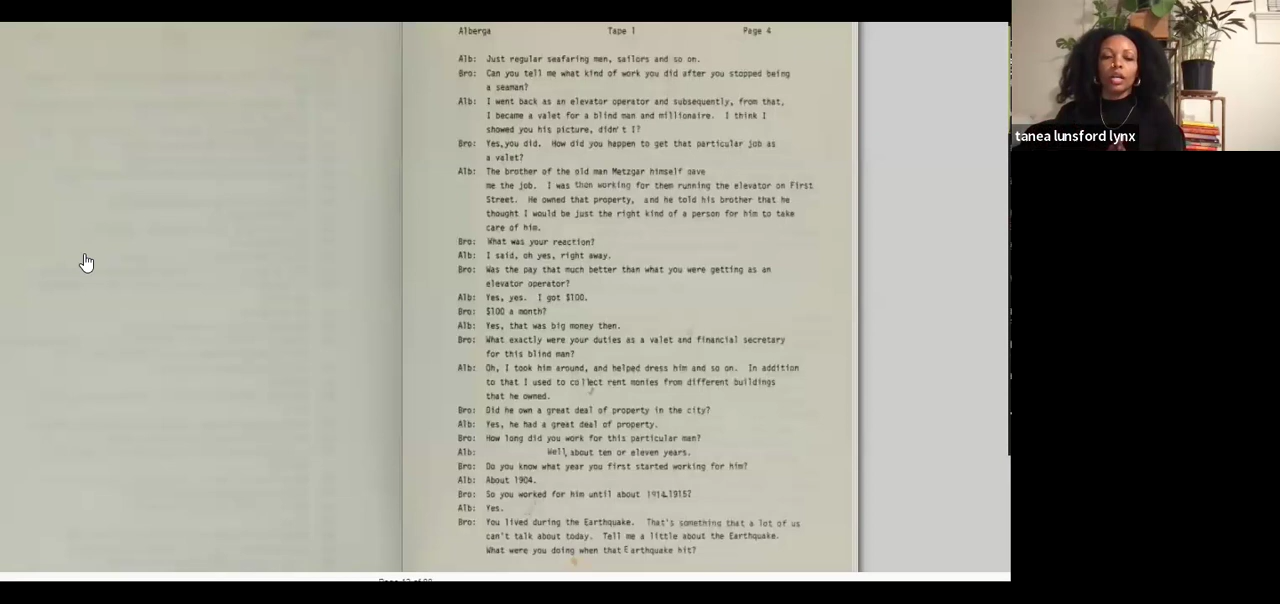 Alberga Tape 1 Page 4
Alb: Just regular seafaring men, sailors and so on.
Bro: Can you tell me what kind of work you did after you stopped being
a seaman?
Alb: I went back as an elevator operator and subsequently, from that,
I became a valet for a blind man and millionaire. I think I
showed you his picture, didn't I?
Bro: Yes,you did. How did you happen to get that particular job as
a valet?
Alb: The brother of the old man Metzgar himself gave
me the job. I was then working for them running the elevator on First
Street. He owned that property, and he told his brother that he
thought I would be just the right kind of a person for him to take
care of him.
Bro: What was your reaction?
Alb: I said, oh yes, right away.
Bro: Was the pay that much better than what you were getting as an
elevator operator?
Alb: Yes, yes. I got $100.
Bro: $100 a month?
Alb: Yes, that was big money then.
Bro: What exactly were your duties as a valet and financial secretary
for this blind man?
Alb: Oh, I took him around, and helped dress him and so on. In addition
to that I used to collect rent monies from different buildings
that he owned.
Bro: Did he own a great deal of property in the city?
Alb: Yes, he had a great deal of property.
Bro: How long did you work for this particular man?
Alb: Well, about ten or eleven years.
Bro: Do you know what year you first started working for him?
Alb: About 1904.
Bro: So you worked for him until about 1914-1915?
Alb: Yes.
Bro: You lived during the Earthquake. That's something that a lot of us
can't talk about today. Tell me a little about the Earthquake.
What were you doing when that Earthquake hit?
tanea lunsford lynx